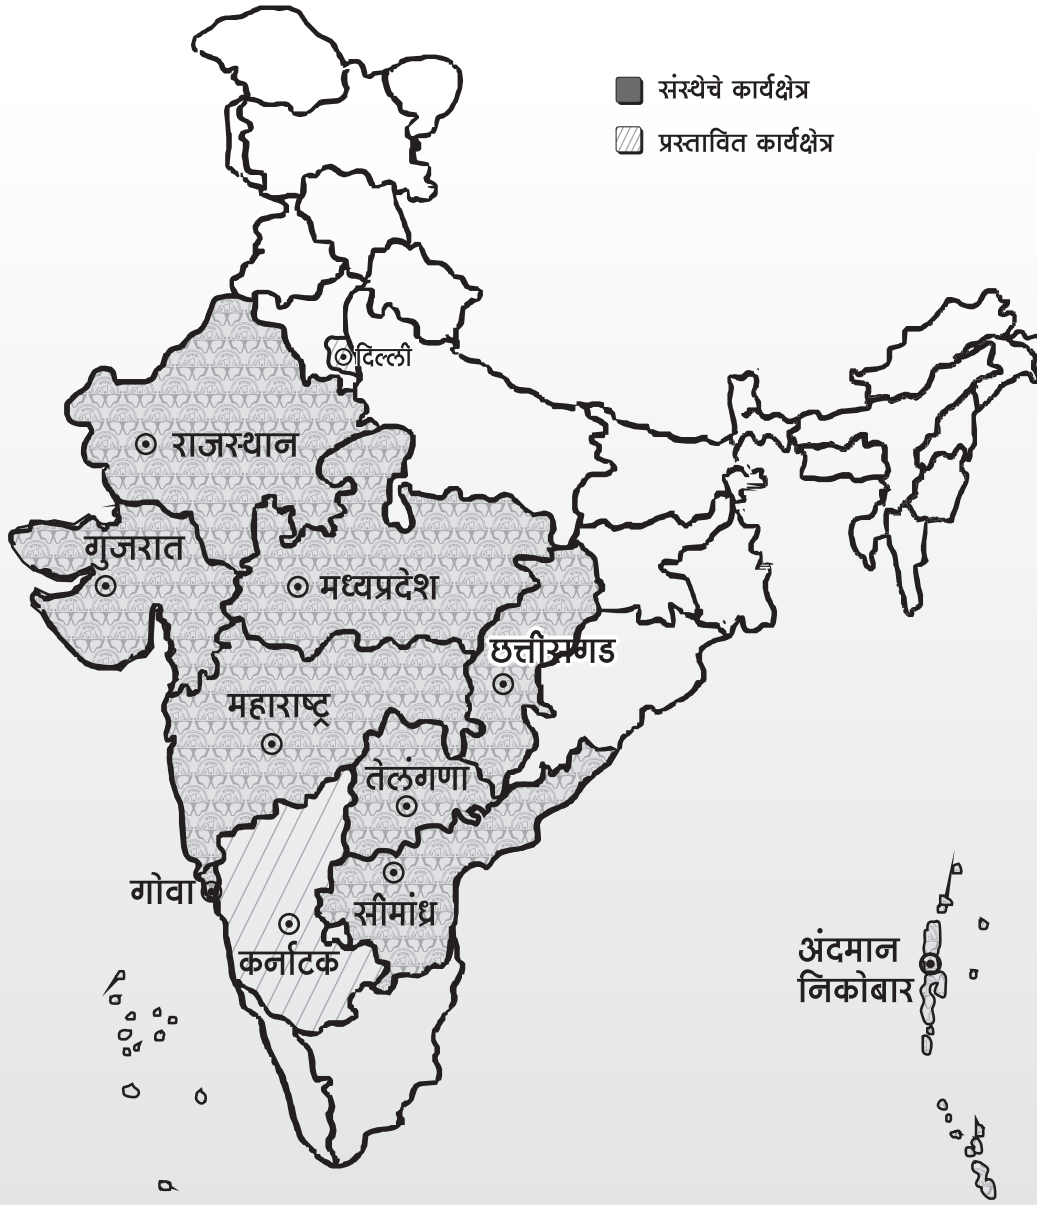 संस्थेचे कार्यक्षेत्र
प्रस्तावित कार्यक्षेत्र
दिल्ली
राजस्थान
गुजरात
मध्यप्रदेश
छत्तीसगड
महाराष्ट्र
तेलंगणा
गोवा
सीमांध्र
कर्नाटक
अंदमान
निकोबार